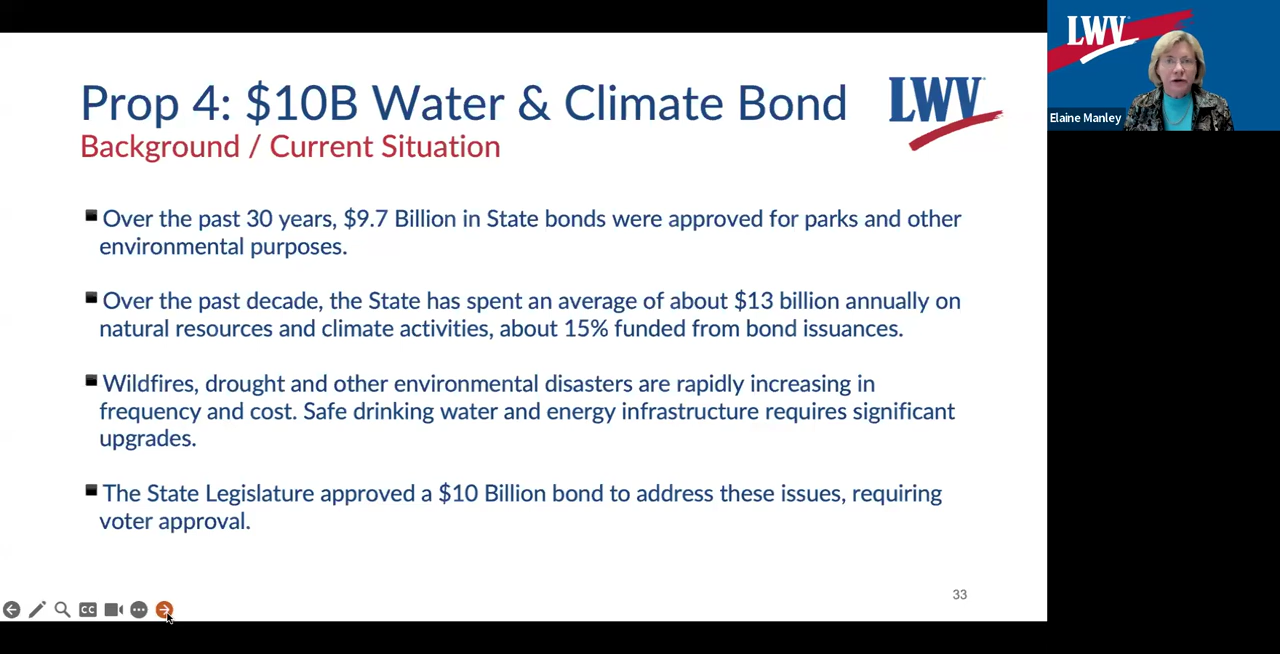 Prop 4: $10B Water & Climate Bond
Background / Current Situation
LWV
Over the past 30 years, $9.7 Billion in State bonds were approved for parks and other
environmental purposes.
Over the past decade, the State has spent an average of about $13 billion annually on
natural resources and climate activities, about 15% funded from bond issuances.
Wildfires, drought and other environmental disasters are rapidly increasing in
frequency and cost. Safe drinking water and energy infrastructure requires significant
upgrades.
The State Legislature approved a $10 Billion bond to address these issues, requiring
voter approval.
33
CC
LWV
Elaine Manley